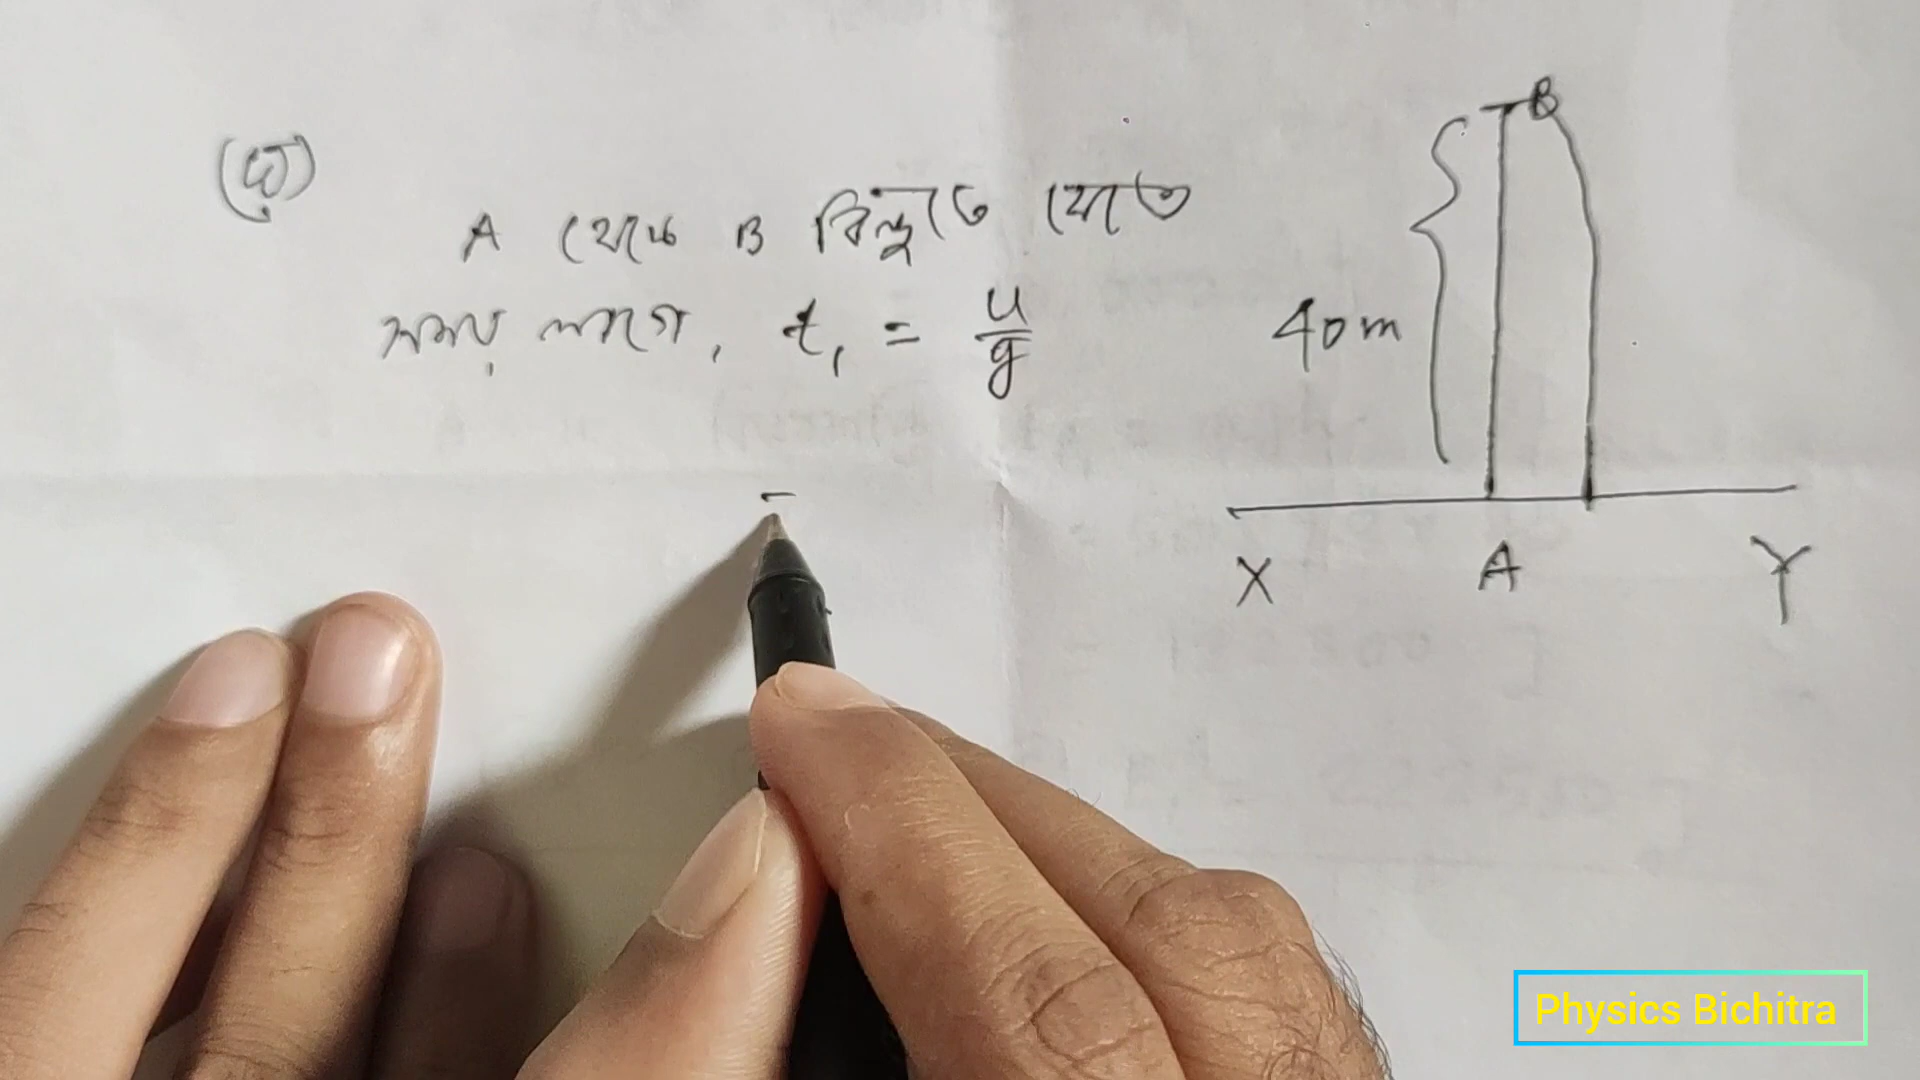 (ঘ)
A থেকে B বিন্দুতে যেতে
সময় লাগে, t₁ = u/g
B
40m
X A Y
Physics Bichitra